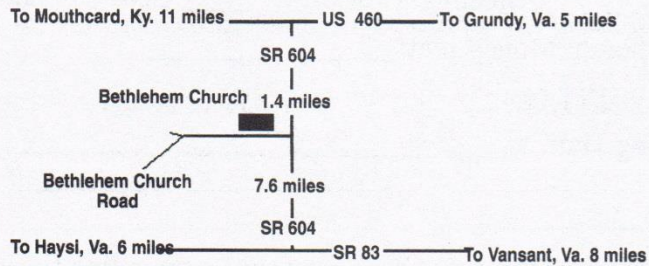 To Mouthcard, Ky. 11 miles US 460 To Grundy, Va. 5 miles
SR 604
Bethlehem Church 1.4 miles
Bethlehem Church
Road
7.6 miles
SR 604
To Haysi, Va. 6 miles SR 83 To Vansant, Va. 8 miles